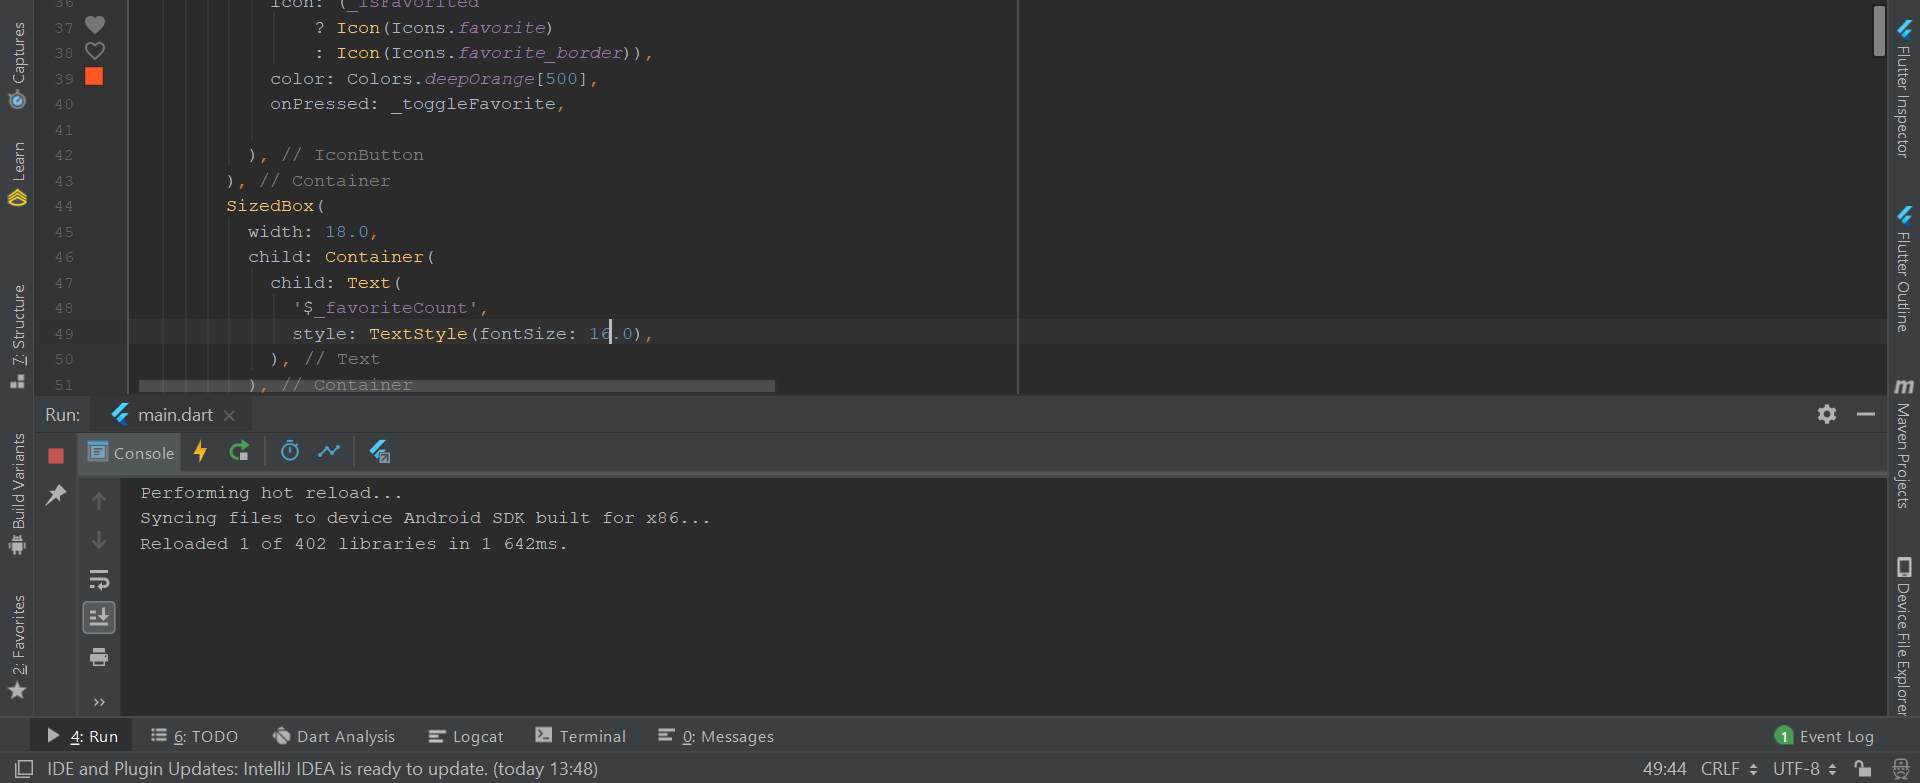 36 icon: (_isFavorited
37 ? Icon(Icons.favorite)
38 : Icon(Icons.favorite_border)),
39 color: Colors.deepOrange[500],
40 onPressed: _toggleFavorite,
41
42 ), // IconButton
43 ), // Container
44 SizedBox(
45 width: 18.0,
46 child: Container(
47 child: Text(
48 '$_favoriteCount',
49 style: TextStyle(fontSize: 16.0),
50 ), // Text
51 ), // Container
Captures
Learn
7: Structure
Build Variants
2: Favorites
Run: main.dart
Console
Performing hot reload...
Syncing files to device Android SDK built for x86...
Reloaded 1 of 402 libraries in 1 642ms.
Flutter Inspector
Flutter Outline
m Maven Projects
Device File Explorer
4: Run 6: TODO Dart Analysis Logcat Terminal 0: Messages 1 Event Log
IDE and Plugin Updates: IntelliJ IDEA is ready to update. (today 13:48) 49:44 CRLF UTF-8